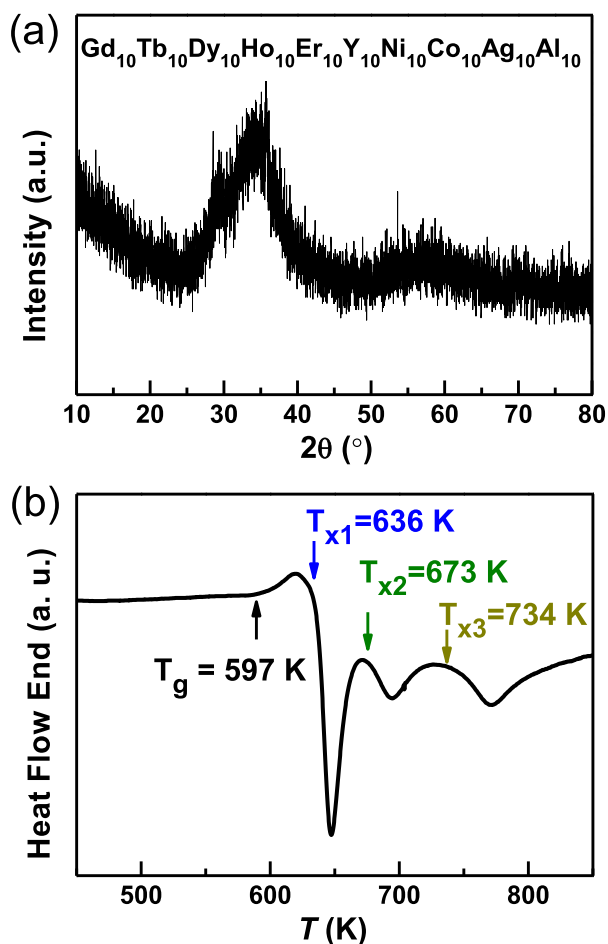 (a)
Gd₁₀Tb₁₀Dy₁₀Ho₁₀Er₁₀Y₁₀Ni₁₀Co₁₀Ag₁₀Al₁₀
Intensity (a.u.)
10 20 30 40 50 60 70 80
2θ (°)
(b)
Tₓ₁=636 K
Tₓ₂=673 K
Tₓ₃=734 K
T_g = 597 K
Heat Flow End (a. u.)
500 600 700 800
T (K)